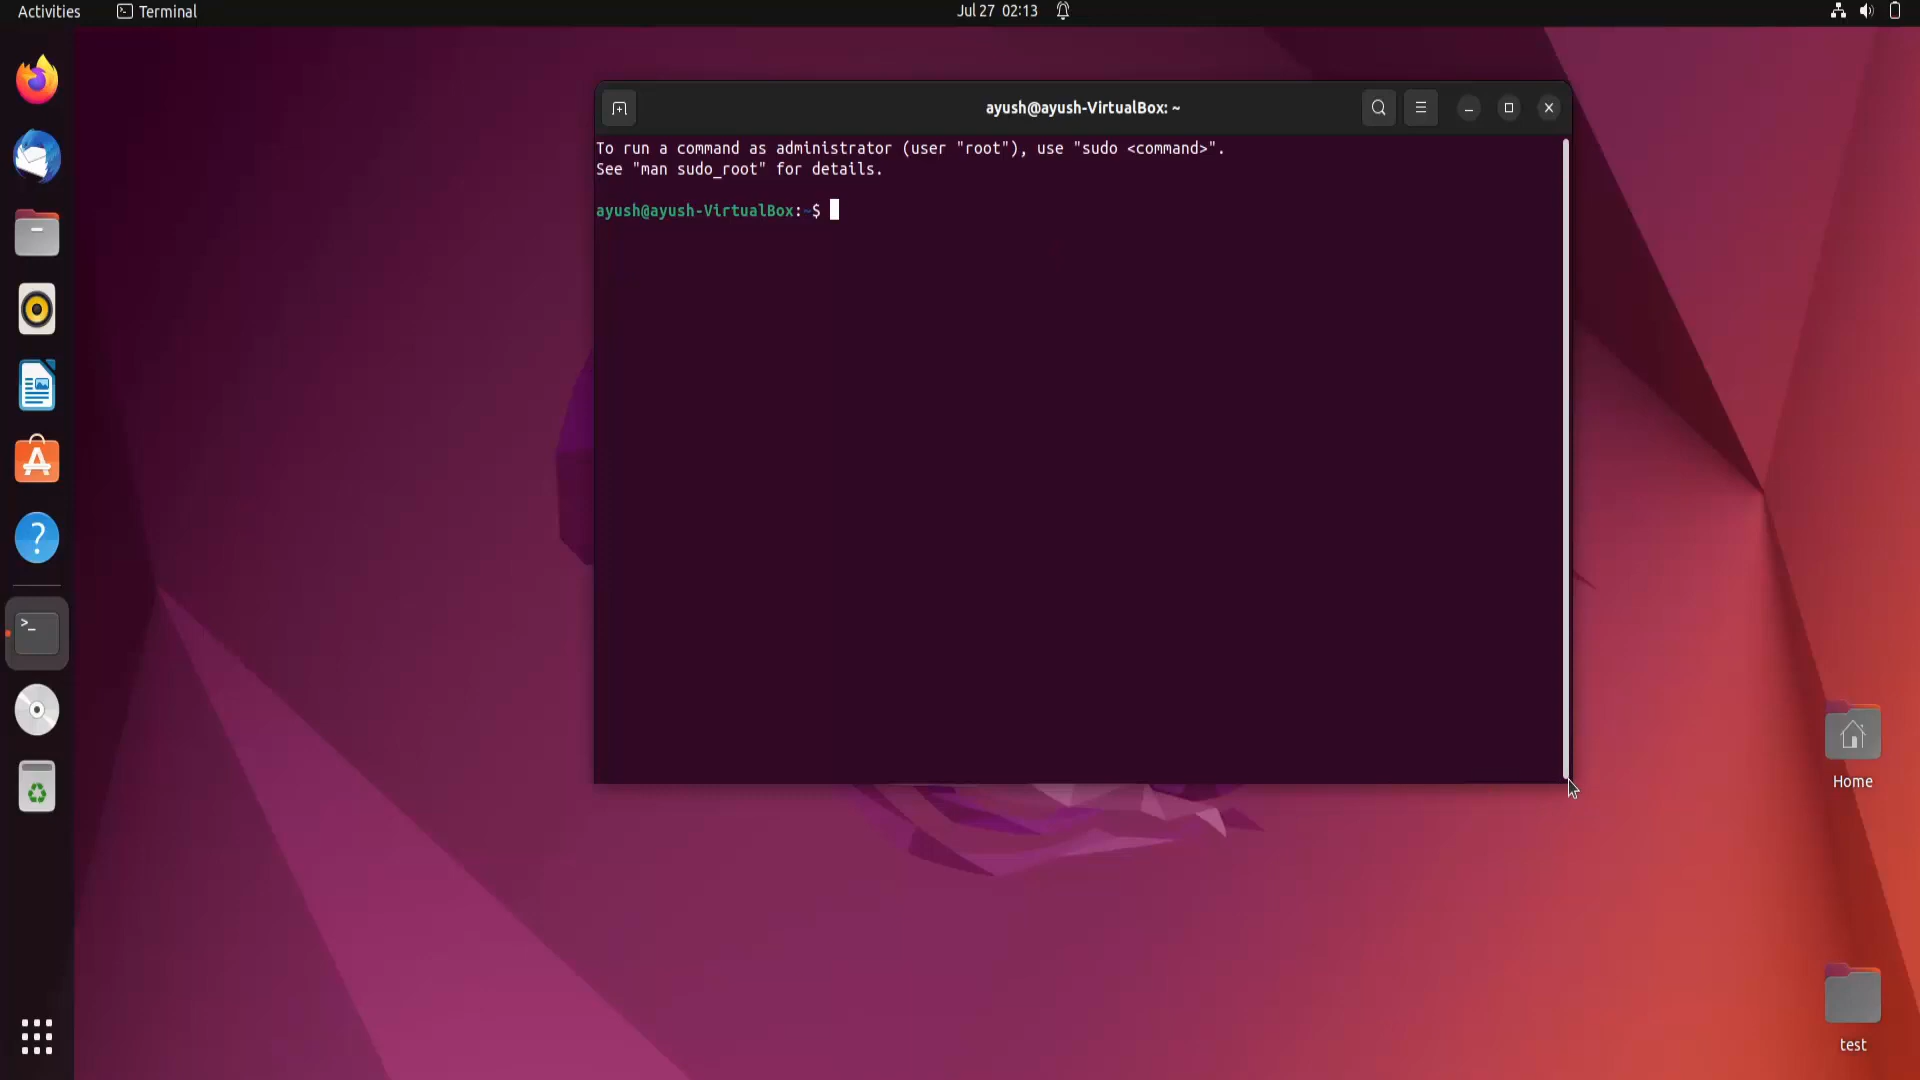 Activities
Terminal
Jul 27 02:13
ayush@ayush-VirtualBox: ~
To run a command as administrator (user "root"), use "sudo <command>".
See "man sudo_root" for details.
ayush@ayush-VirtualBox:~$
Home
test